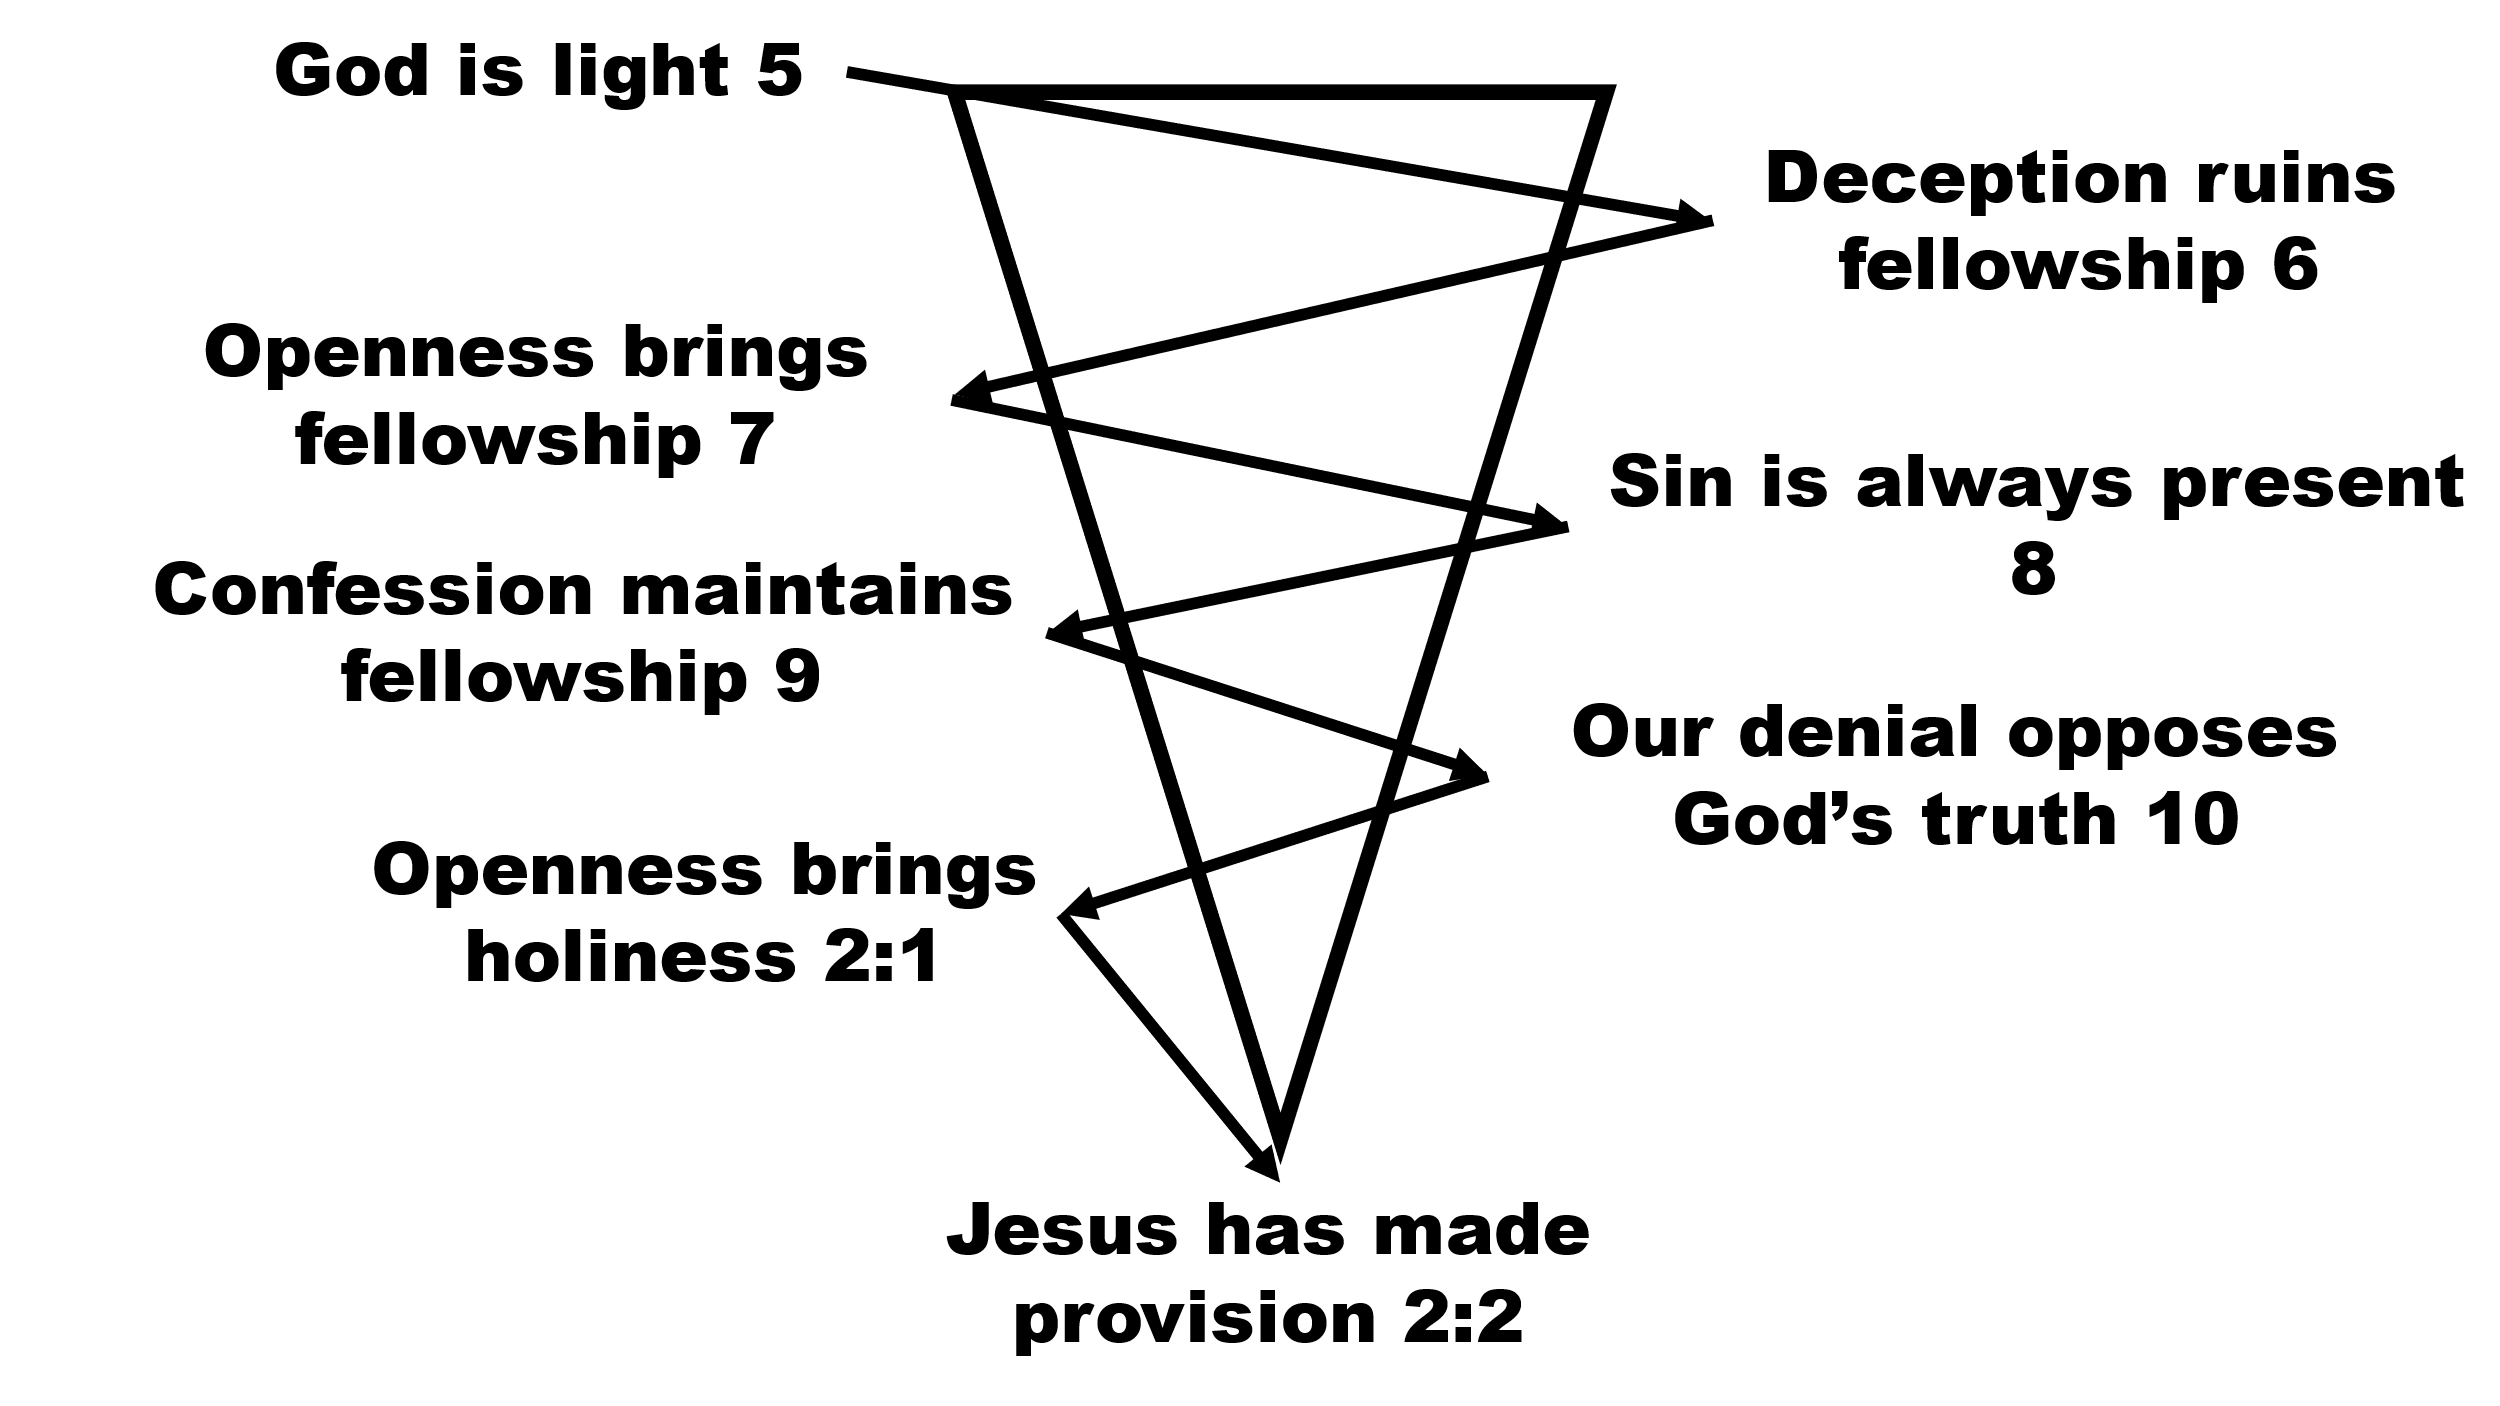 God is light 5
Deception ruins
fellowship 6
Openness brings
fellowship 7
Sin is always present
8
Confession maintains
fellowship 9
Our denial opposes
God’s truth 10
Openness brings
holiness 2:1
Jesus has made
provision 2:2